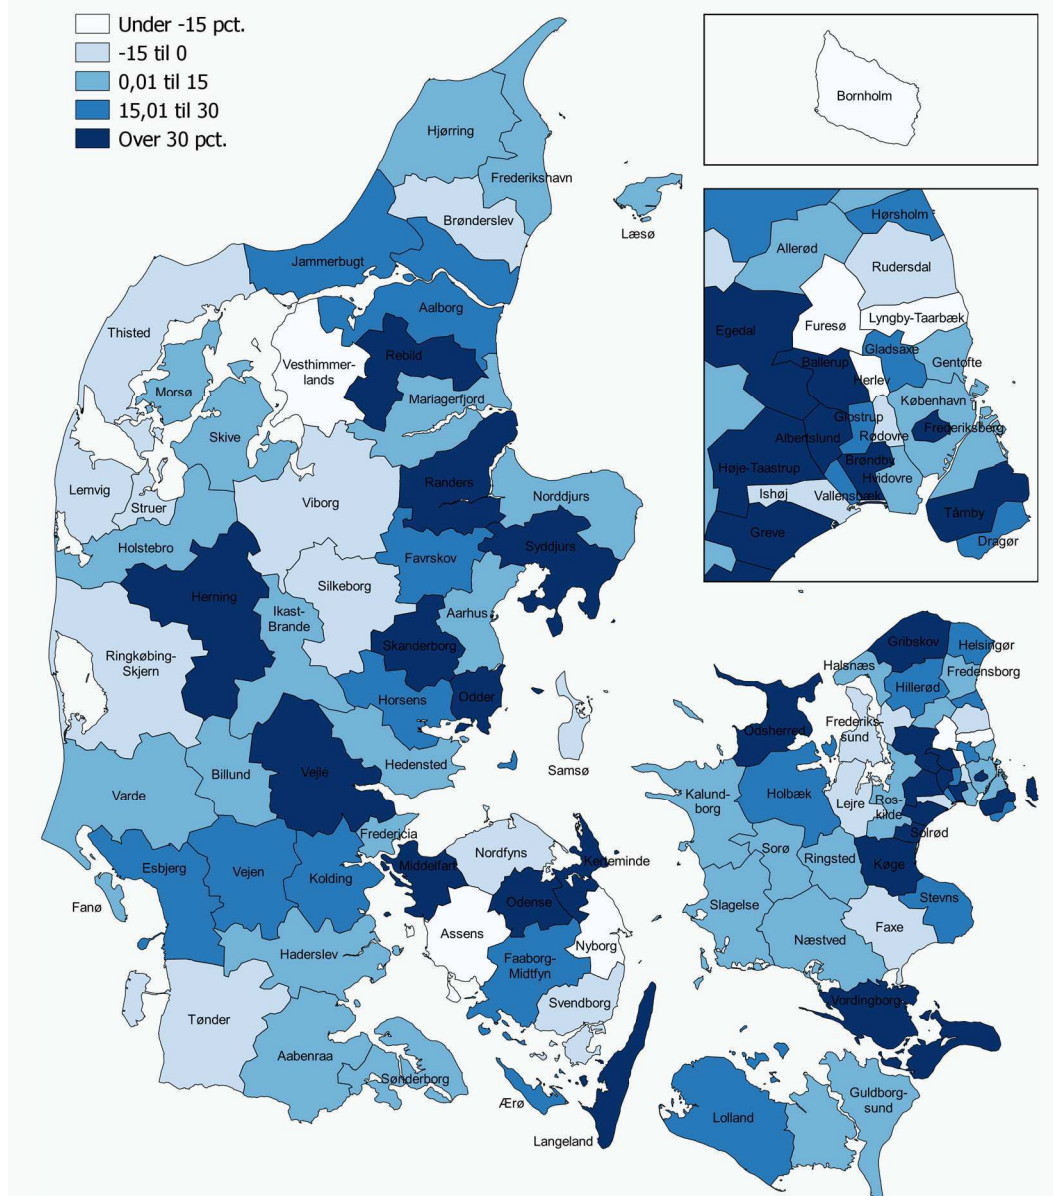 Under -15 pct.
-15 til 0
0,01 til 15
15,01 til 30
Over 30 pct.
Bornholm
Hjørring
Frederikshavn
Brønderslev
Læsø
Jammerbugt
Aalborg
Thisted
Rebild
Vesthimmer-
lands
Morsø
Mariagerfjord
Skive
Lemvig
Struer
Viborg
Randers
Norddjurs
Holstebro
Favrskov
Syddjurs
Herning
Silkeborg
Ikast-
Brande
Aarhus
Skanderborg
Ringkøbing-
Skjern
Horsens
Odder
Samsø
Hedensted
Billund
Vejle
Varde
Fredericia
Esbjerg
Vejen
Kolding
Fanø
Haderslev
Tønder
Aabenraa
Sønderborg
Middelfart
Nordfyns
Kerteminde
Odense
Assens
Nyborg
Faaborg-
Midtfyn
Svendborg
Ærø
Langeland
Hørsholm
Allerød
Rudersdal
Egedal
Furesø
Lyngby-Taarbæk
Gladsaxe
Ballerup
Gentofte
Herlev
København
Glostrup
Frederiksberg
Albertslund
Rødovre
Høje-Taastrup
Brøndby
Hvidovre
Ishøj
Vallensbæk
Greve
Tårnby
Dragør
Gribskov
Helsingør
Halsnæs
Fredensborg
Hillerød
Frederiks-
sund
Odsherred
Kalund-
borg
Holbæk
Lejre
Ros-
kilde
Solrød
Sorø
Ringsted
Køge
Stevns
Slagelse
Næstved
Faxe
Vordingborg
Guldborg-
sund
Lolland